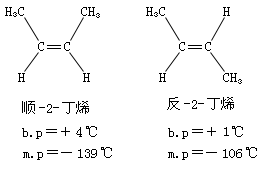 H₃C CH₃ H₃C H
C=C C=C
H H H CH₃
顺-2-丁烯 反-2-丁烯
b.p=+4℃ b.p=+1℃
m.p=-139℃ m.p=-106℃